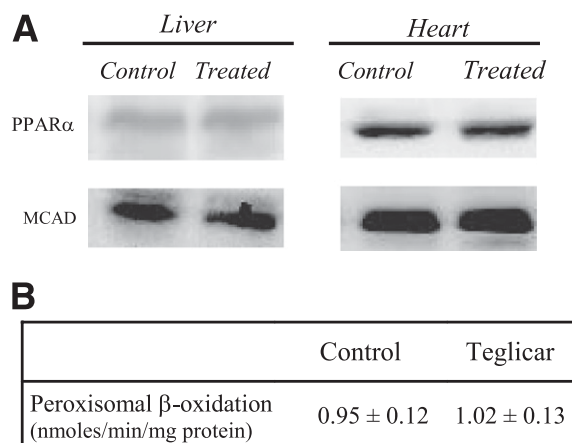 A
Liver
Heart
Control Treated
Control Treated
PPARα
MCAD
B
Control Teglicar
Peroxisomal β-oxidation
(nmoles/min/mg protein)
0.95 ± 0.12 1.02 ± 0.13